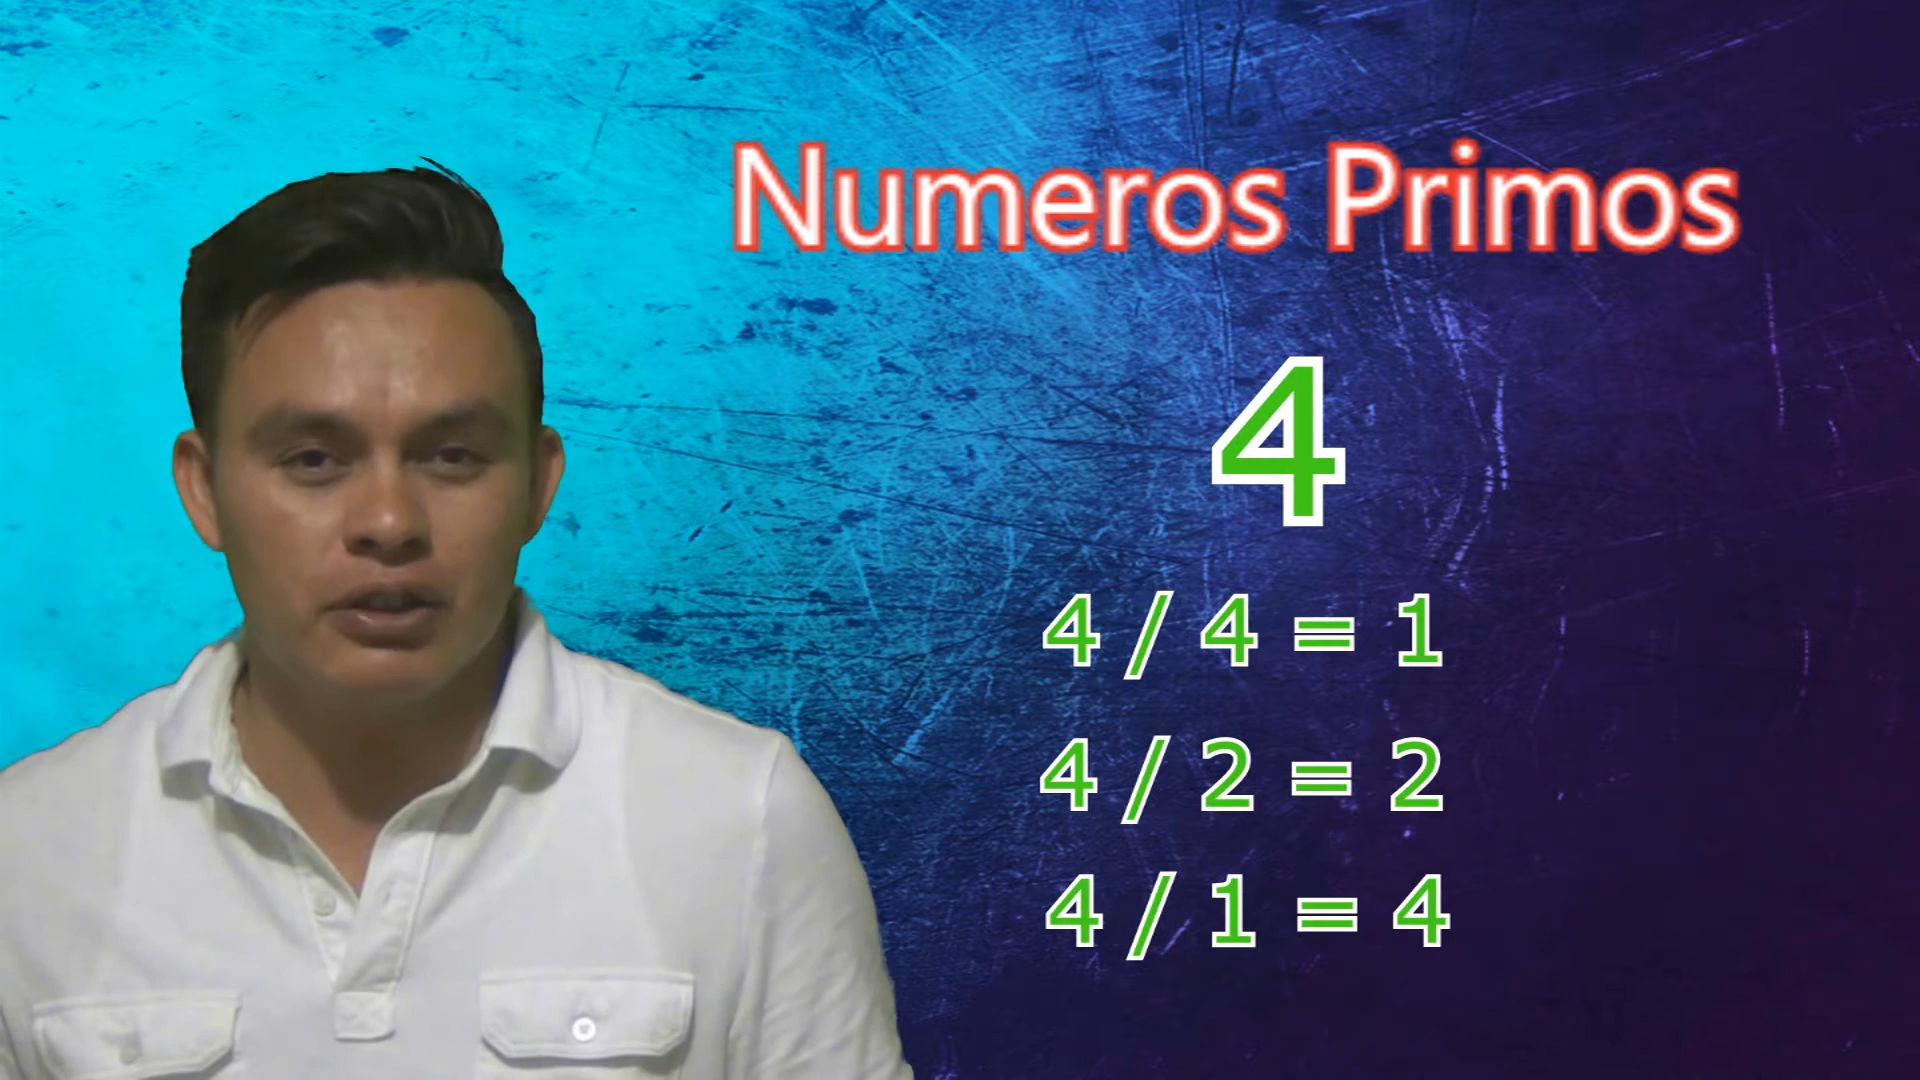 Numeros Primos
4
4 / 4 = 1
4 / 2 = 2
4 / 1 = 4